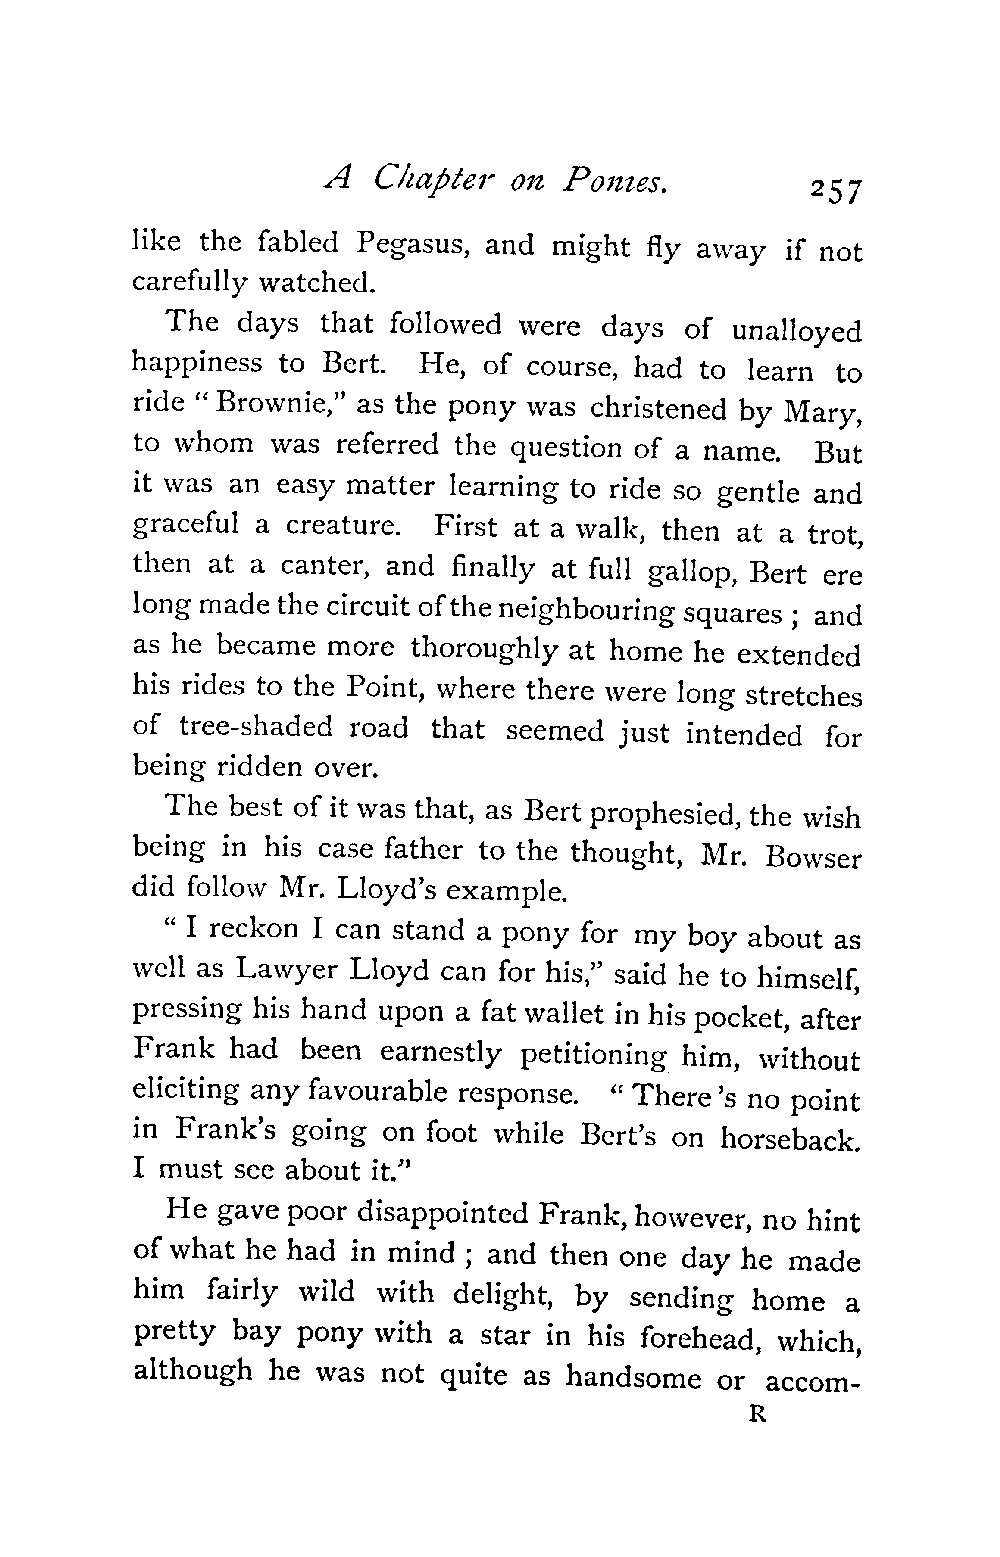 A Chapter on Ponies. 257
like the fabled Pegasus, and might fly away if not
carefully watched.
The days that followed were days of unalloyed
happiness to Bert. He, of course, had to learn to
ride “ Brownie,” as the pony was christened by Mary,
to whom was referred the question of a name. But
it was an easy matter learning to ride so gentle and
graceful a creature. First at a walk, then at a trot,
then at a canter, and finally at full gallop, Bert ere
long made the circuit of the neighbouring squares ; and
as he became more thoroughly at home he extended
his rides to the Point, where there were long stretches
of tree-shaded road that seemed just intended for
being ridden over.
The best of it was that, as Bert prophesied, the wish
being in his case father to the thought, Mr. Bowser
did follow Mr. Lloyd’s example.
“ I reckon I can stand a pony for my boy about as
well as Lawyer Lloyd can for his,” said he to himself,
pressing his hand upon a fat wallet in his pocket, after
Frank had been earnestly petitioning him, without
eliciting any favourable response. “ There ’s no point
in Frank’s going on foot while Bert’s on horseback.
I must see about it.”
He gave poor disappointed Frank, however, no hint
of what he had in mind ; and then one day he made
him fairly wild with delight, by sending home a
pretty bay pony with a star in his forehead, which,
although he was not quite as handsome or accom-
R